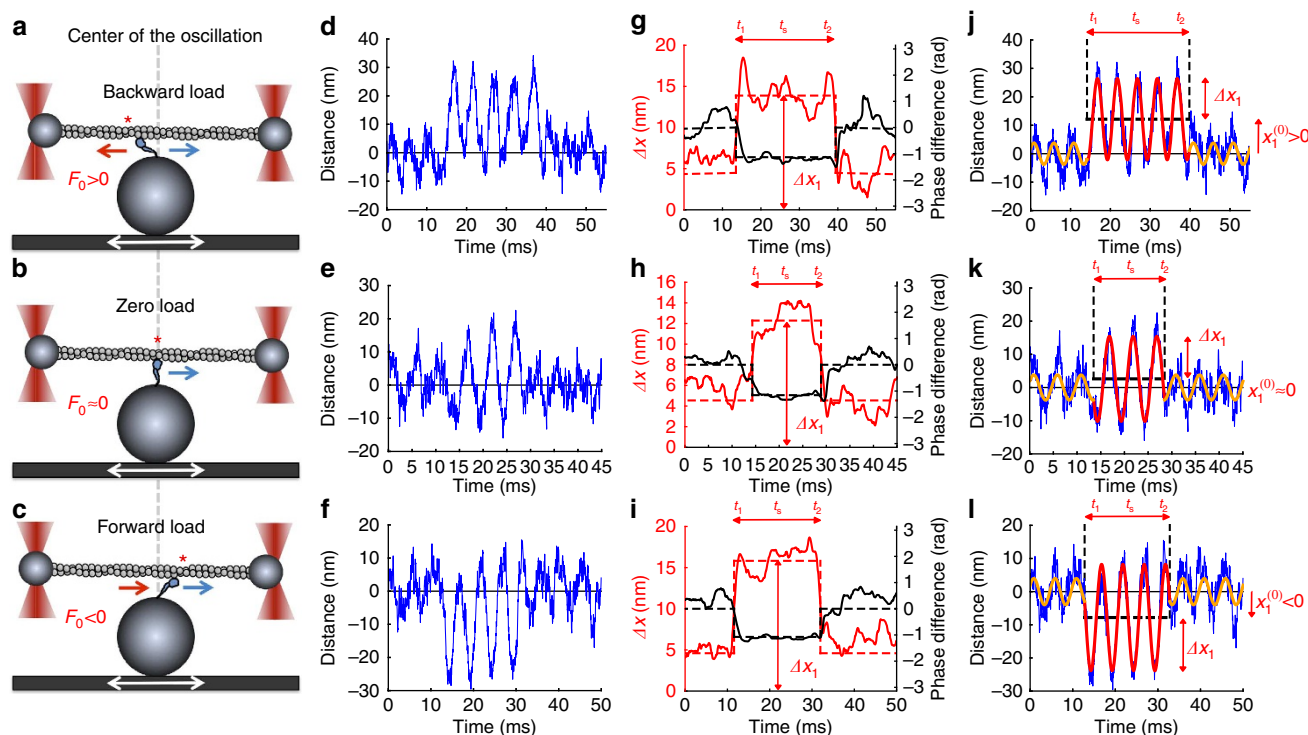 a
Center of the oscillation
Backward load
*
F₀>0
b
Zero load
*
F₀≈0
c
Forward load
*
F₀<0
d
Distance (nm)
40
30
20
10
0
−10
−20
0 10 20 30 40 50
Time (ms)
e
Distance (nm)
30
20
10
0
−10
−20
0 5 10 15 20 25 30 35 40 45
Time (ms)
f
Distance (nm)
20
10
0
−10
−20
−30
0 10 20 30 40 50
Time (ms)
g
t₁ tₛ t₂
Δx (nm)
20
15
10
5
0
Δx₁
3
2
1
0
−1
−2
−3
Phase difference (rad)
0 10 20 30 40 50
Time (ms)
h
t₁ tₛ t₂
Δx (nm)
16
14
12
10
8
6
4
2
0
Δx₁
3
2
1
0
−1
−2
−3
Phase difference (rad)
0 5 10 15 20 25 30 35 40 45
Time (ms)
i
t₁ tₛ t₂
Δx (nm)
20
15
10
5
0
Δx₁
3
2
1
0
−1
−2
−3
Phase difference (rad)
0 10 20 30 40 50
Time (ms)
j
t₁ tₛ t₂
Distance (nm)
40
30
20
10
0
−10
−20
Δx₁
x₁⁽⁰⁾>0
0 10 20 30 40 50
Time (ms)
k
t₁ tₛ t₂
Distance (nm)
30
20
10
0
−10
−20
Δx₁
x₁⁽⁰⁾≈0
0 5 10 15 20 25 30 35 40 45
Time (ms)
l
t₁ tₛ t₂
Distance (nm)
20
10
0
−10
−20
−30
x₁⁽⁰⁾<0
Δx₁
0 10 20 30 40 50
Time (ms)